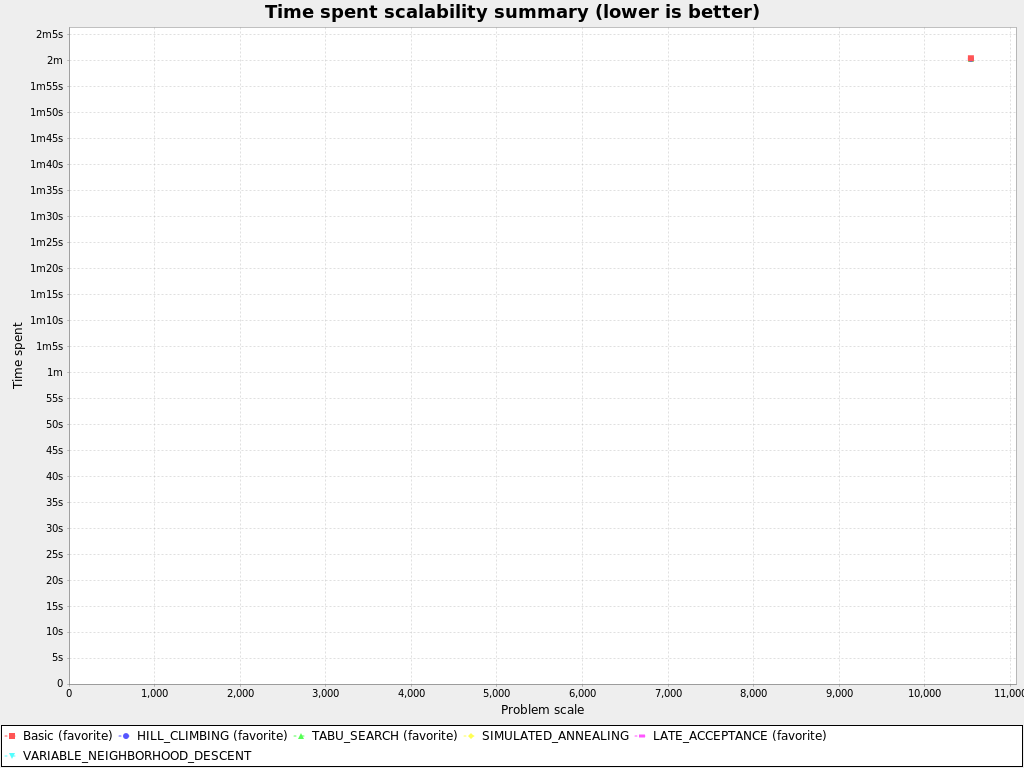 Time spent scalability summary (lower is better)
2m5s
2m
1m55s
1m50s
1m45s
1m40s
1m35s
1m30s
1m25s
1m20s
1m15s
1m10s
1m5s
1m
55s
50s
45s
40s
35s
30s
25s
20s
15s
10s
5s
0
Time spent
0 1,000 2,000 3,000 4,000 5,000 6,000 7,000 8,000 9,000 10,000 11,000
Problem scale
Basic (favorite) HILL_CLIMBING (favorite) TABU_SEARCH (favorite) SIMULATED_ANNEALING LATE_ACCEPTANCE (favorite)
VARIABLE_NEIGHBORHOOD_DESCENT